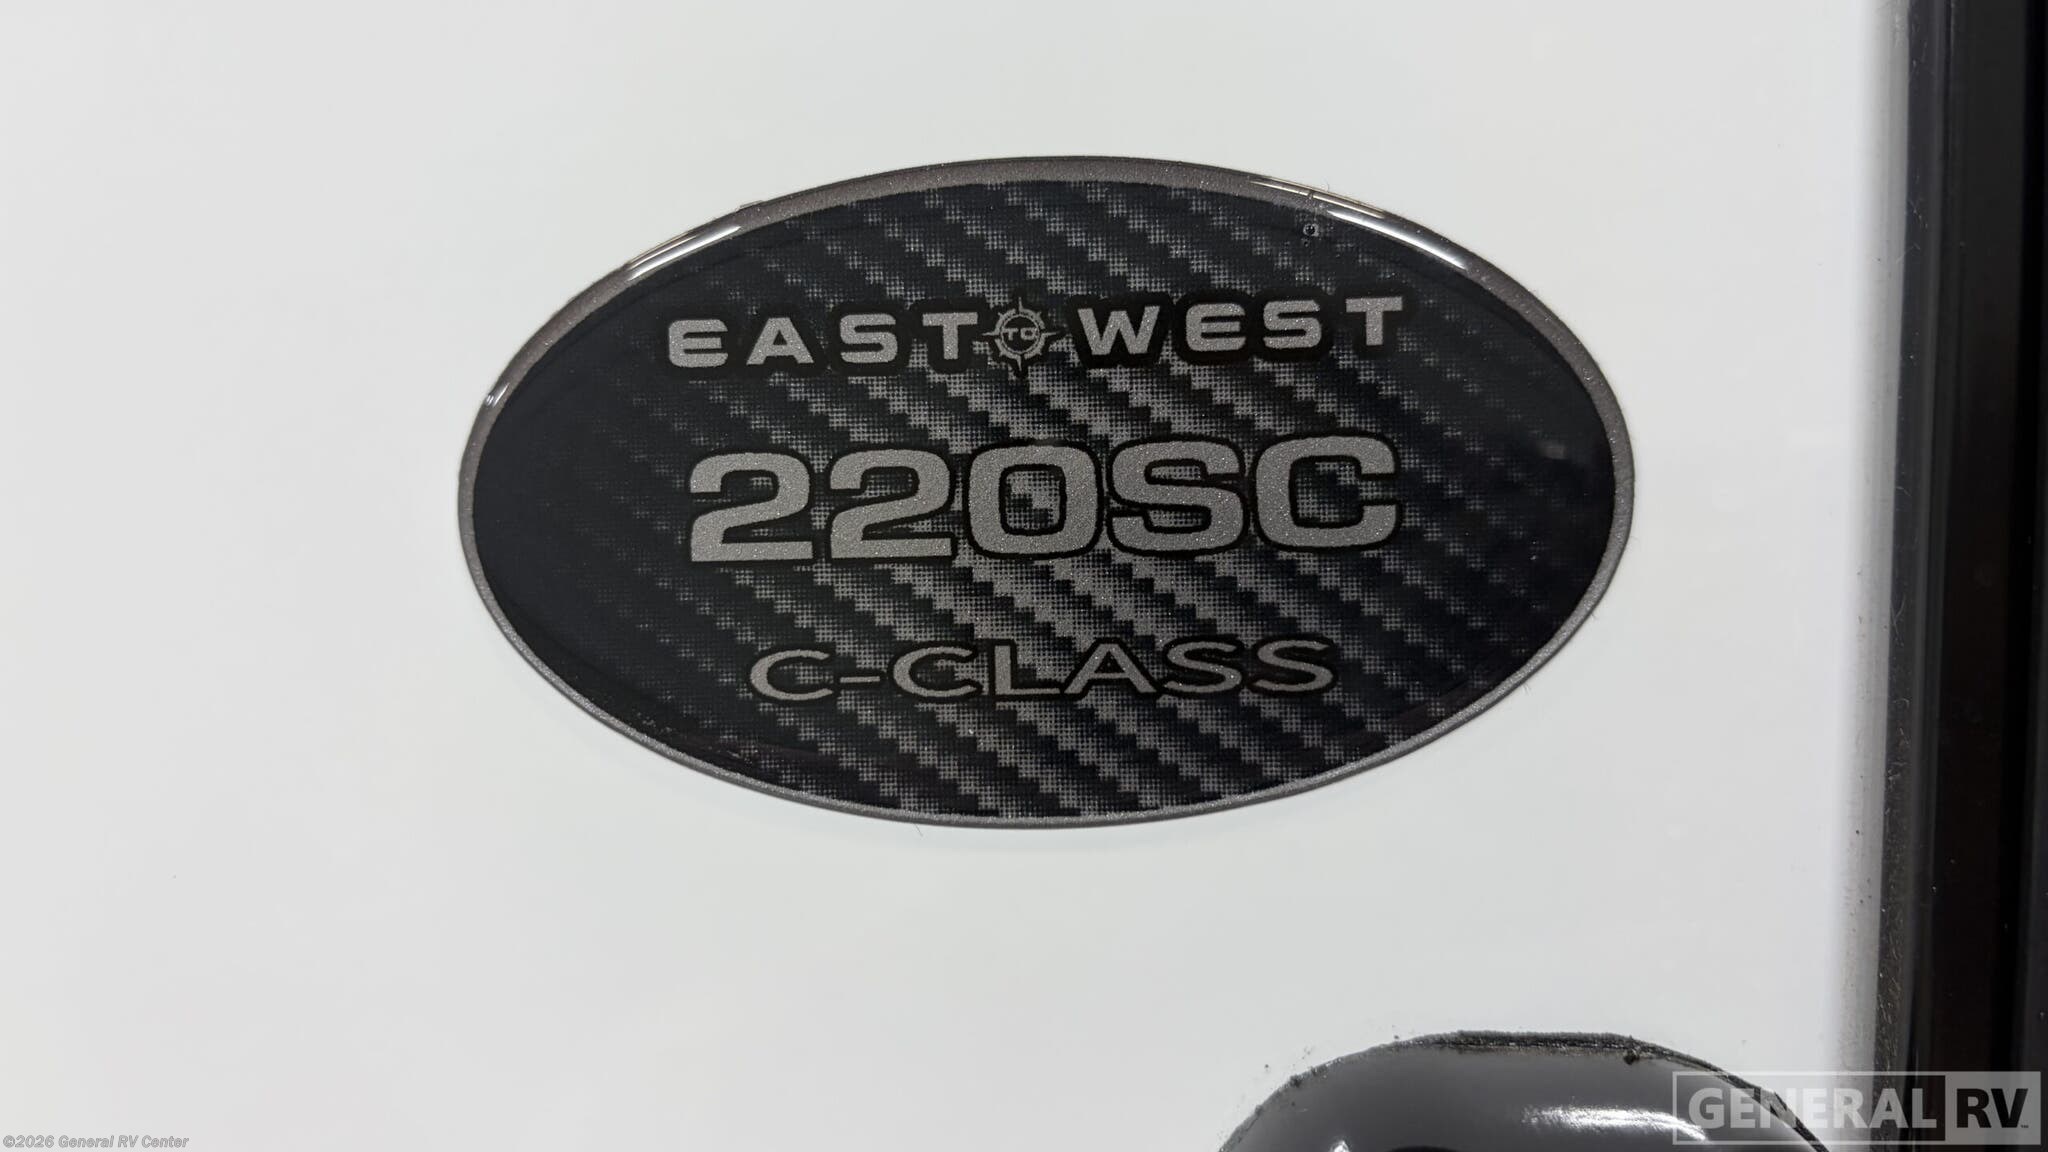 EAST TO WEST
220SC
C-CLASS
©2026 General RV Center
GENERAL RV